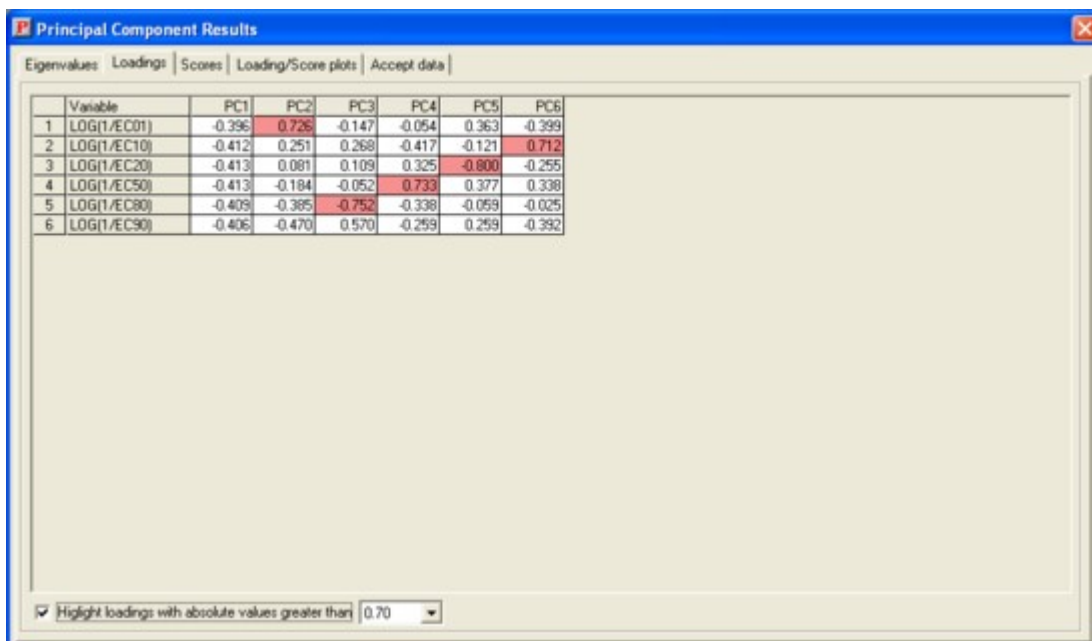 Principal Component Results
Eigenvalues Loadings Scores Loading/Score plots Accept data
Variable PC1 PC2 PC3 PC4 PC5 PC6
1 LOG(1/EC01) -0.396 0.726 -0.147 -0.054 0.363 -0.399
2 LOG(1/EC10) -0.412 0.251 0.268 -0.417 -0.121 0.712
3 LOG(1/EC20) -0.413 0.081 0.109 0.325 -0.800 -0.255
4 LOG(1/EC50) -0.413 -0.184 -0.052 0.733 0.377 0.338
5 LOG(1/EC80) -0.409 -0.385 -0.752 -0.338 -0.059 -0.025
6 LOG(1/EC90) -0.406 -0.470 0.570 -0.259 0.259 -0.392
Higlight loadings with absolute values greater than 0.70